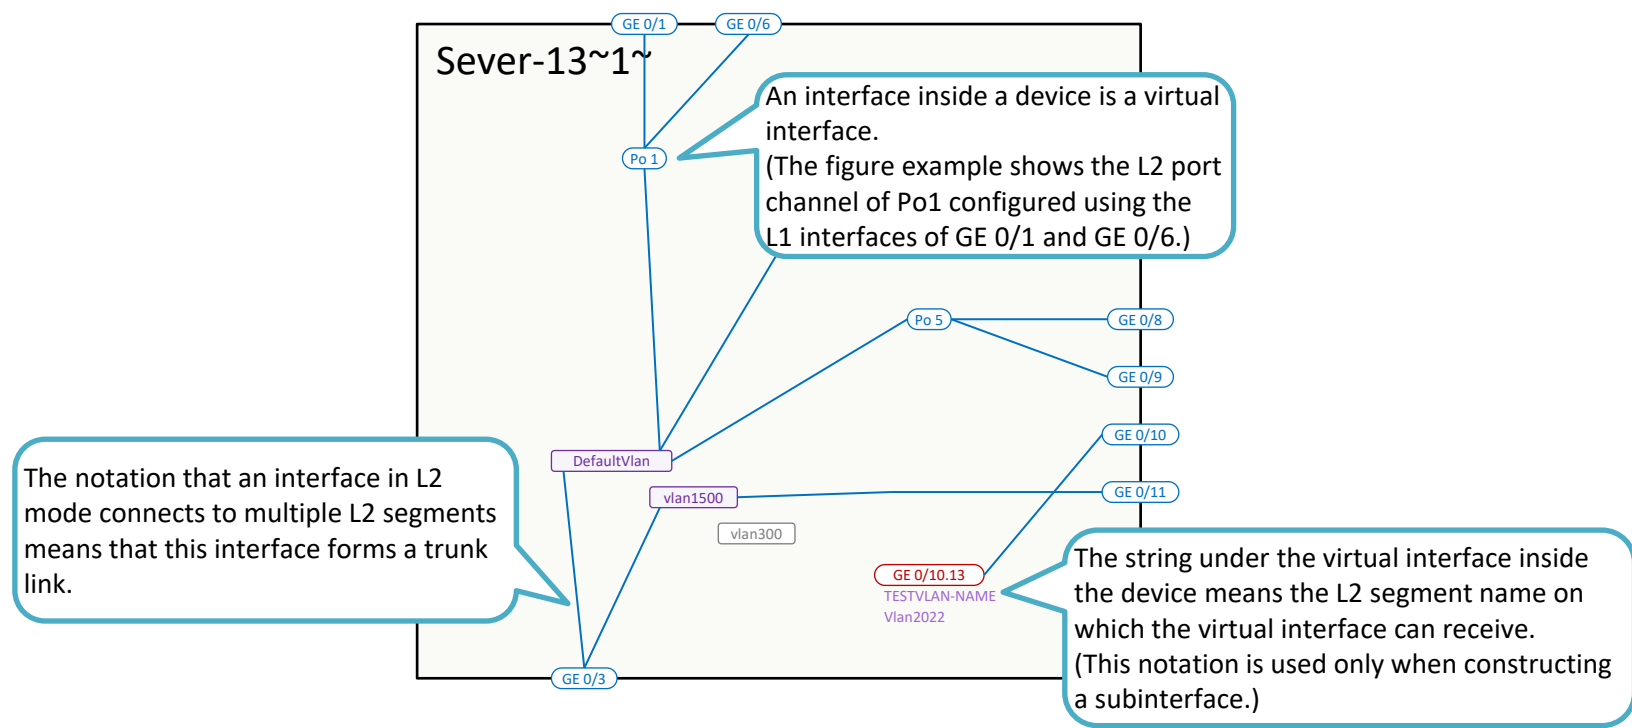 GE 0/1
GE 0/6
Sever-13~1~
An interface inside a device is a virtual
interface.
(The figure example shows the L2 port
channel of Po1 configured using the
L1 interfaces of GE 0/1 and GE 0/6.)
Po 1
Po 5
GE 0/8
GE 0/9
GE 0/10
DefaultVlan
The notation that an interface in L2
mode connects to multiple L2 segments
means that this interface forms a trunk
link.
vlan1500
GE 0/11
vlan300
GE 0/10.13
TESTVLAN-NAME
Vlan2022
The string under the virtual interface inside
the device means the L2 segment name on
which the virtual interface can receive.
(This notation is used only when constructing
a subinterface.)
GE 0/3